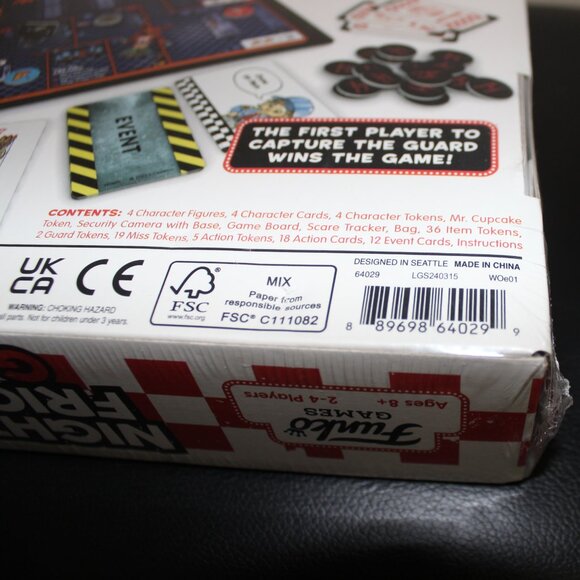 EVENT
THE FIRST PLAYER TO
CAPTURE THE GUARD
WINS THE GAME!
CONTENTS: 4 Character Figures, 4 Character Cards, 4 Character Tokens, Mr. Cupcake
Token, Security Camera with Base, Game Board, Scare Tracker, Bag, 36 Item Tokens,
2 Guard Tokens, 19 Miss Tokens, 5 Action Tokens, 18 Action Cards, 12 Event Cards, Instructions
UK
CA CE
FSC
www.fsc.org
MIX
Paper from
responsible sources
FSC® C111082
DESIGNED IN SEATTLE MADE IN CHINA
64029 LGS240315 WOe01
8 89698 64029 9
WARNING: CHOKING HAZARD
all parts. Not for children under 3 years.
NIGH
FRIG
Funko
GAMES
2-4 Players
Ages 8+